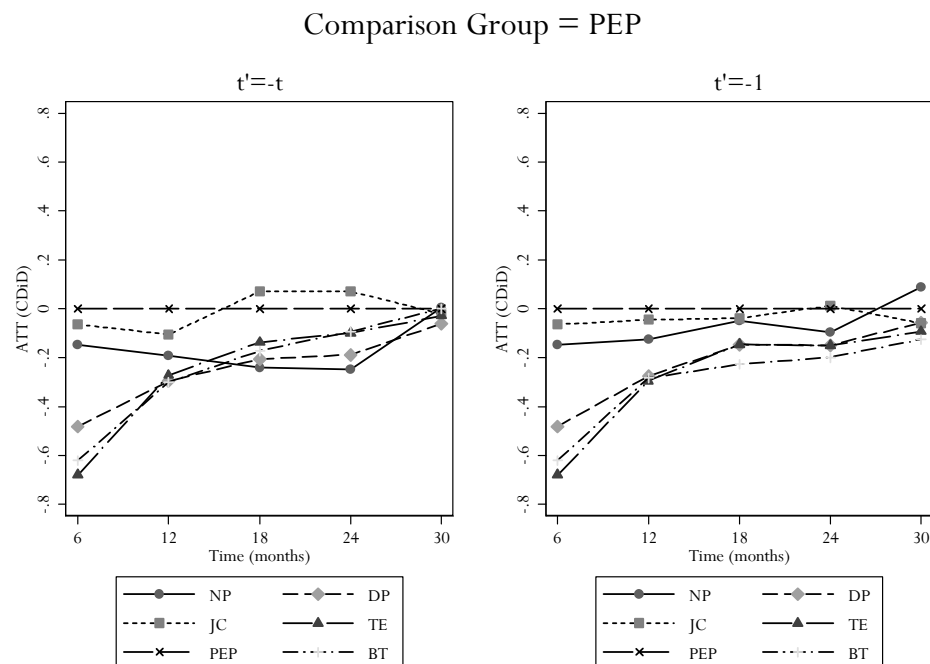 Comparison Group = PEP
t'=-t
ATT (CDiD)
.8
.6
.4
.2
0
-.2
-.4
-.6
-.8
6 12 18 24 30
Time (months)
NP DP
JC TE
PEP BT
t'=-1
ATT (CDiD)
.8
.6
.4
.2
0
-.2
-.4
-.6
-.8
6 12 18 24 30
Time (months)
NP DP
JC TE
PEP BT